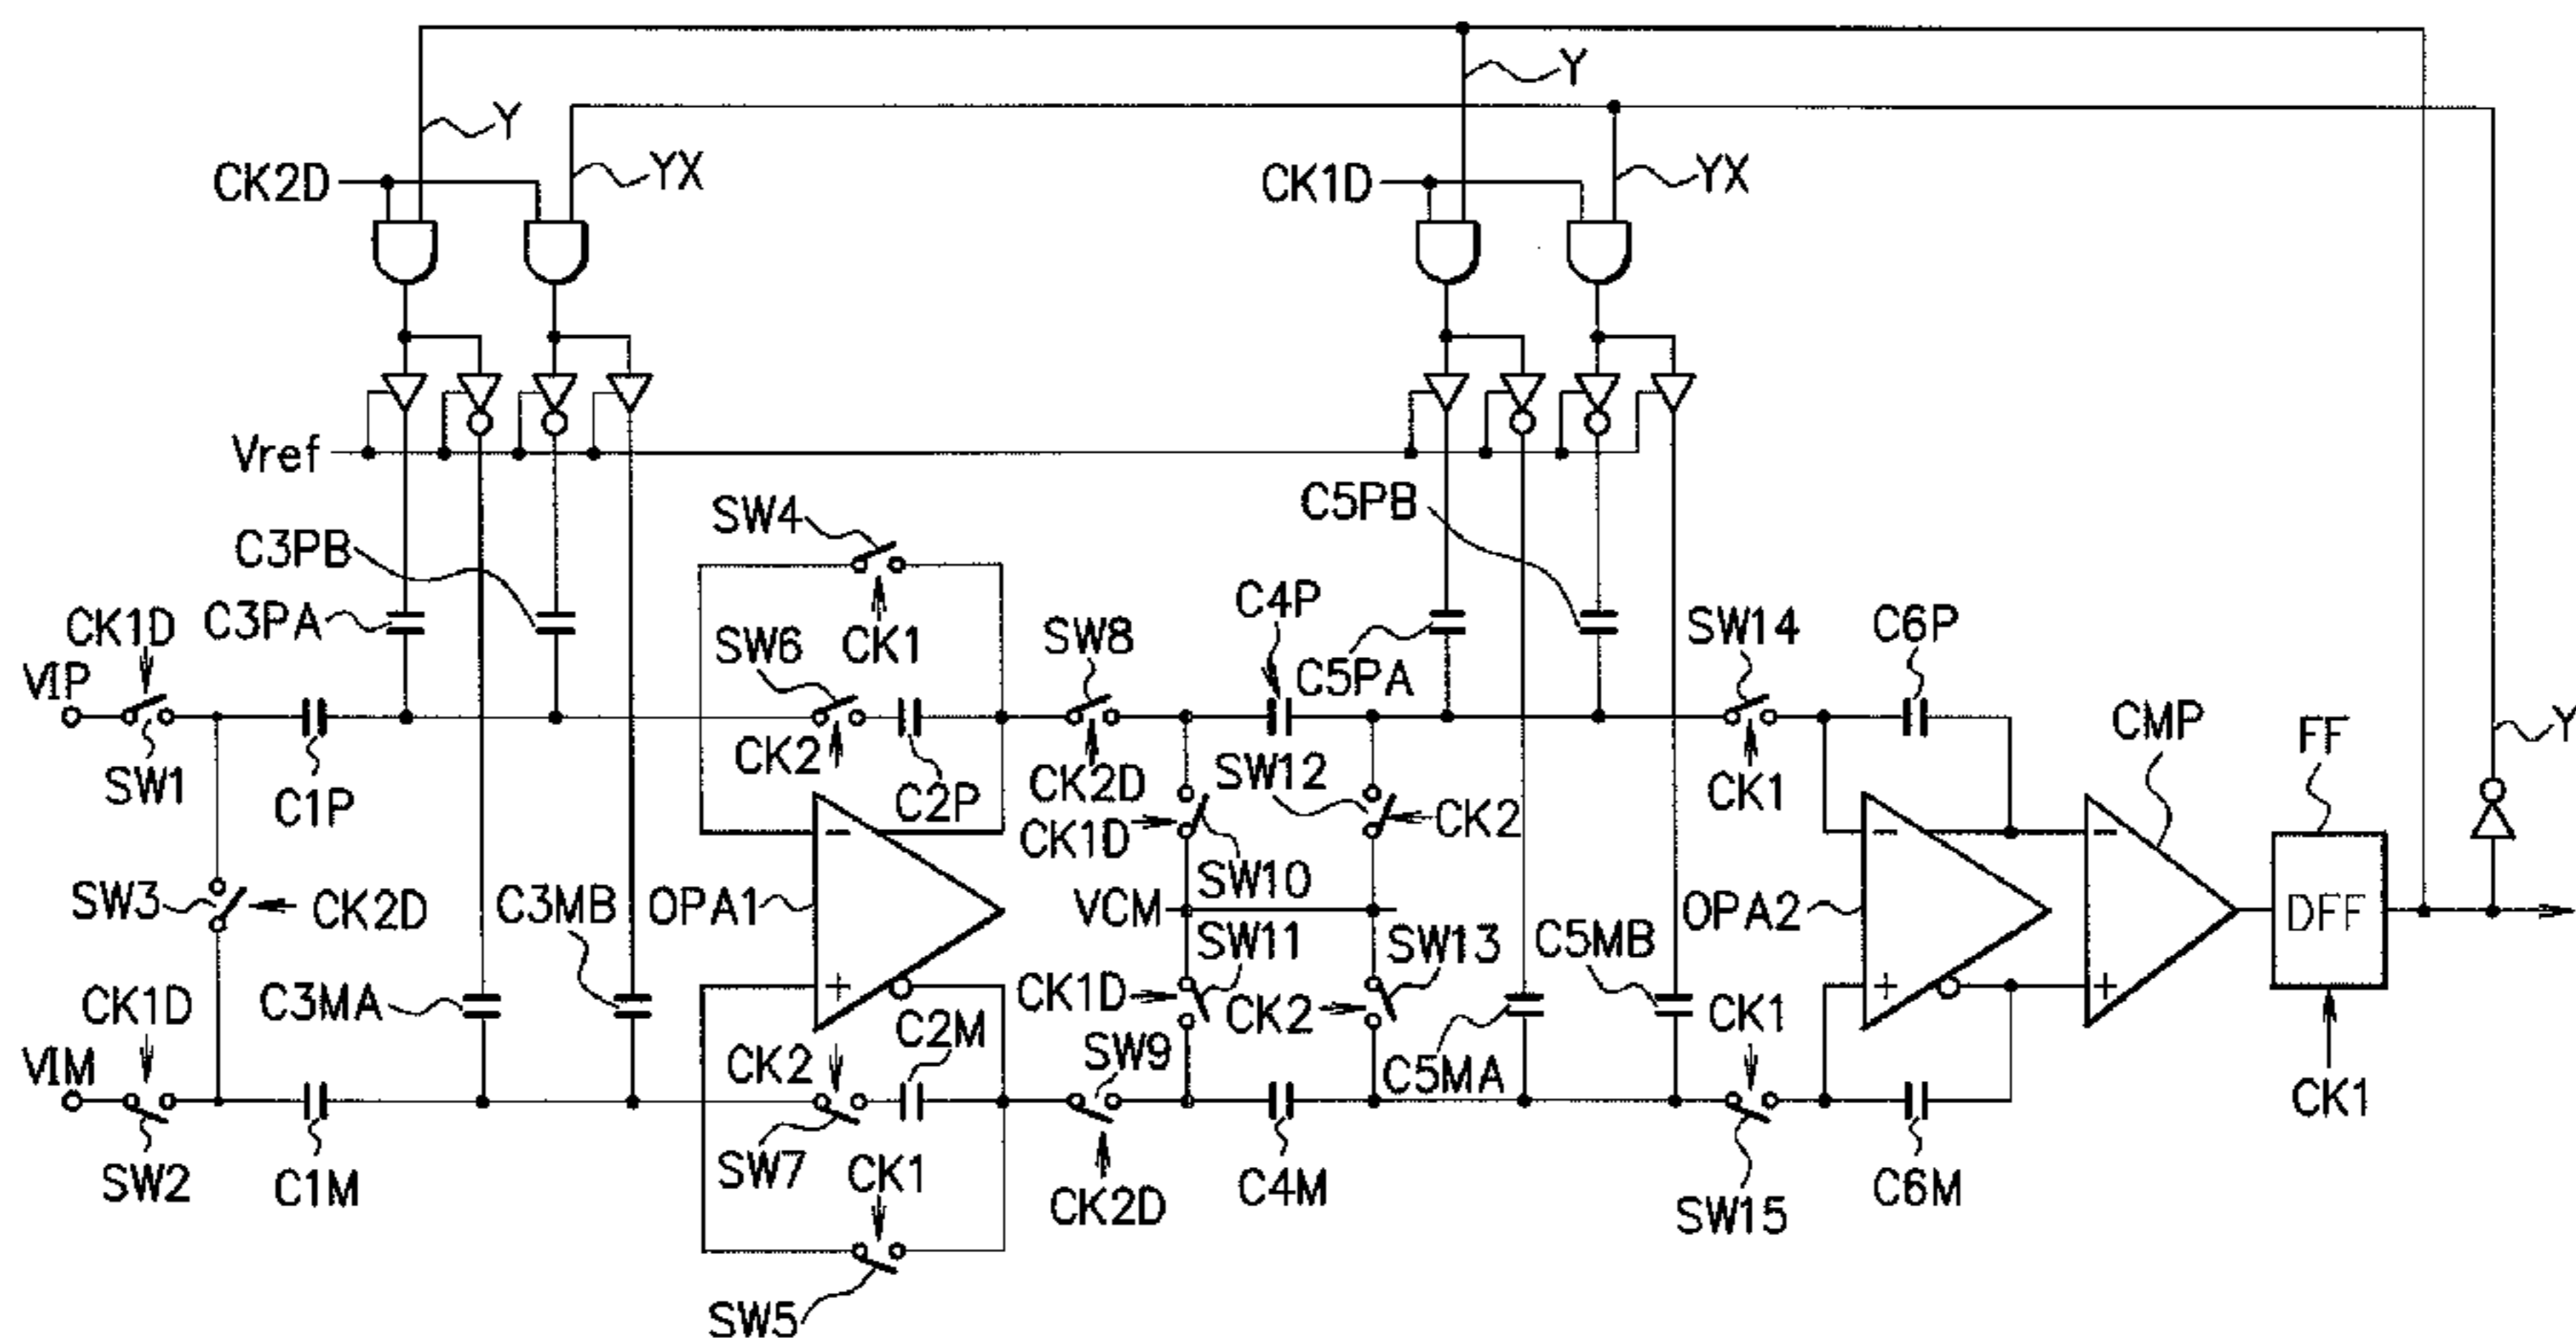 Y
Y
YX
YX
CK2D
CK1D
Vref
SW4
C5PB
C3PB
C3PA
CK1D
C4P
SW14
C6P
CK1
SW8
SW6
C5PA
CMP
FF
VIP
Y
SW1
C1P
CK2
C2P
CK2D
SW12
CK1
CK1D
CK2
SW10
SW3
CK2D
C3MB
OPA1
VCM
OPA2
DFF
SW11
SW13
C5MB
CK1D
C3MA
CK1D
CK2
CK1
C2M
CK2
SW9
C5MA
CK1
VIM
SW2
C1M
SW7
CK1
CK2D
C4M
SW15
C6M
SW5
-
+
-
+
-
+